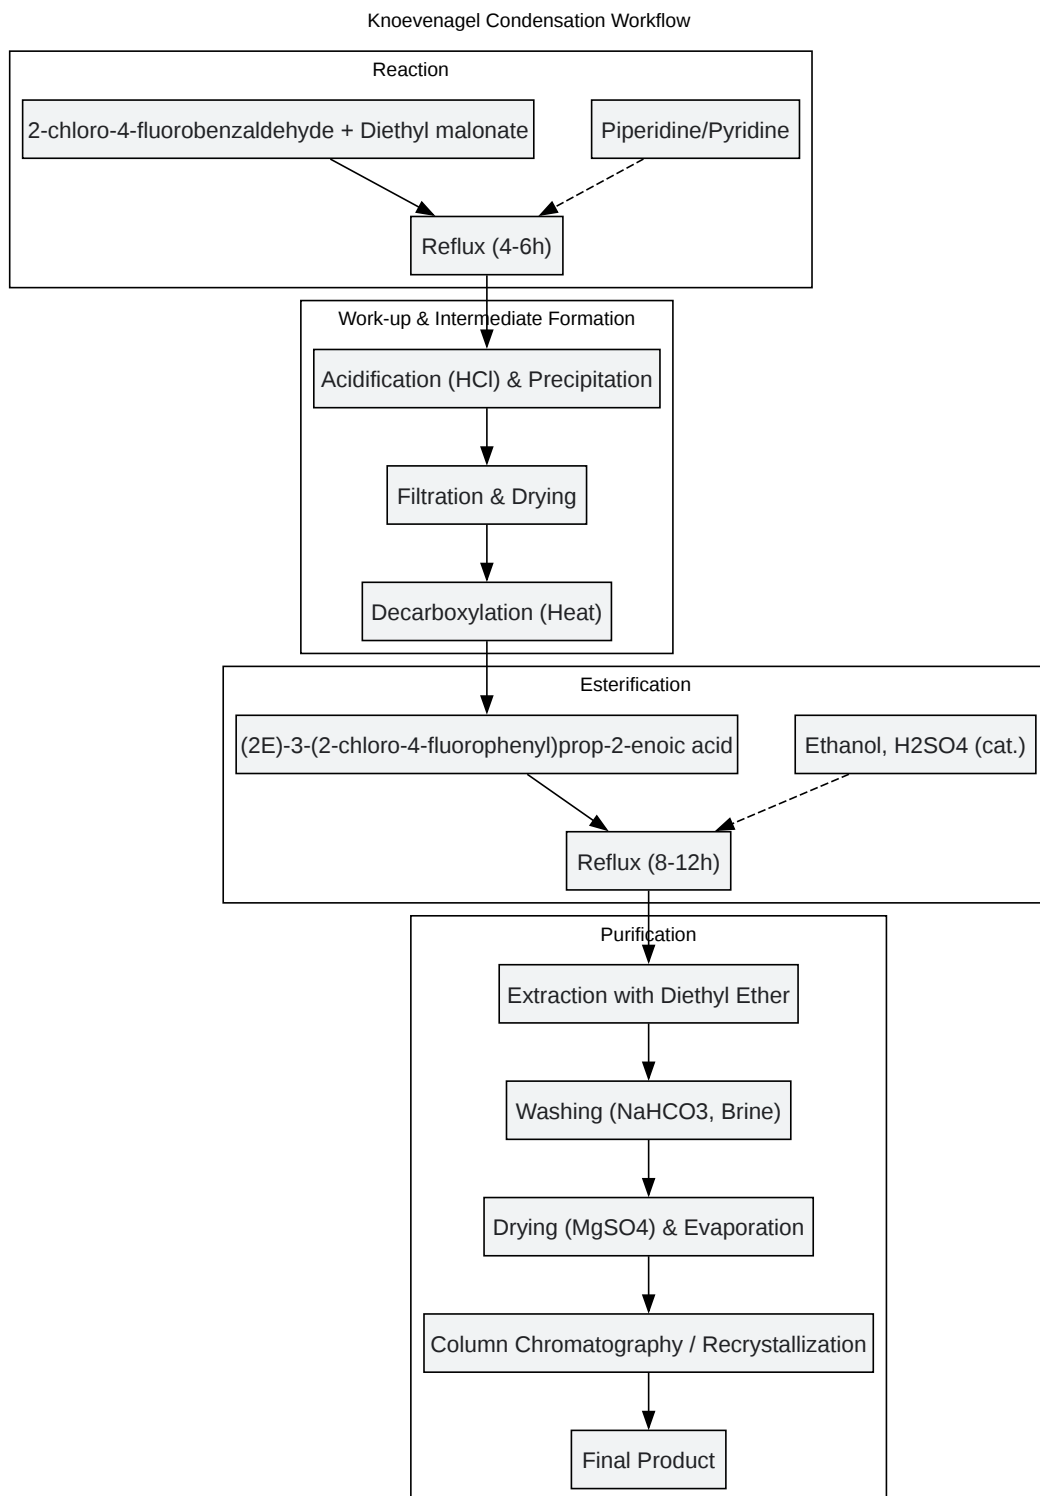 Knoevenagel Condensation Workflow
Reaction
2-chloro-4-fluorobenzaldehyde + Diethyl malonate
Piperidine/Pyridine
Reflux (4-6h)
Work-up & Intermediate Formation
Acidification (HCl) & Precipitation
Filtration & Drying
Decarboxylation (Heat)
Esterification
(2E)-3-(2-chloro-4-fluorophenyl)prop-2-enoic acid
Ethanol, H2SO4 (cat.)
Reflux (8-12h)
Purification
Extraction with Diethyl Ether
Washing (NaHCO3, Brine)
Drying (MgSO4) & Evaporation
Column Chromatography / Recrystallization
Final Product